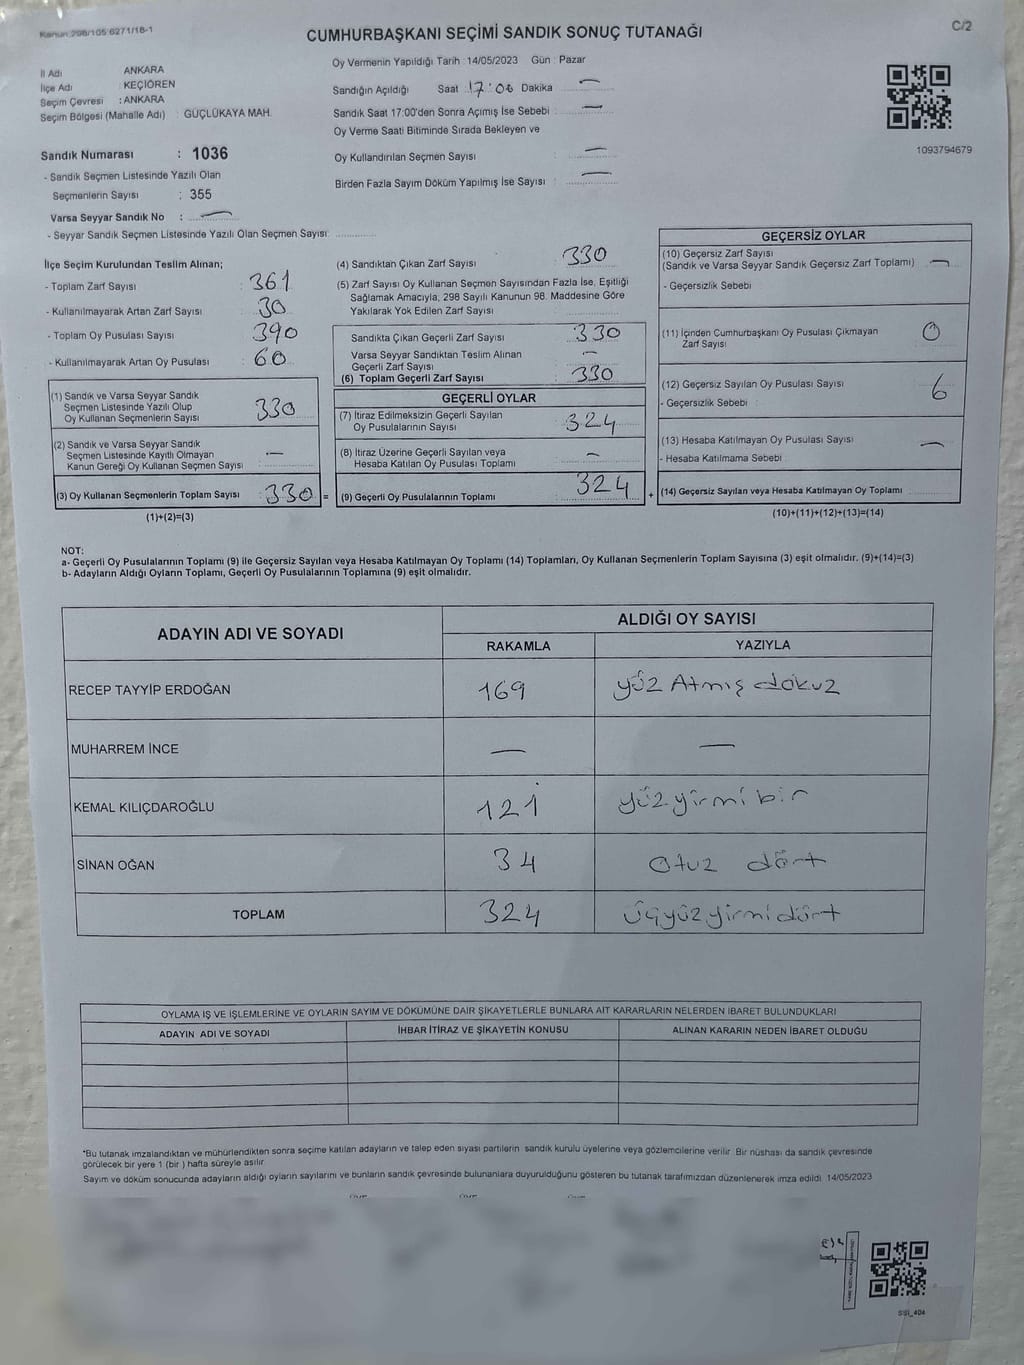 Kanun:298/105:6271/18-1
C/2
CUMHURBAŞKANI SEÇİMİ SANDIK SONUÇ TUTANAĞI
İl Adı ANKARA
İlçe Adı : KEÇİÖREN
Seçim Çevresi : ANKARA
Seçim Bölgesi (Mahalle Adı) : GÜÇLÜKAYA MAH.
Oy Vermenin Yapıldığı Tarih :14/05/2023 Gün : Pazar
Sandığın Açıldığı Saat 17:06 Dakika —
Sandık Saat 17:00'den Sonra Açımış İse Sebebi : —
Oy Verme Saati Bitiminde Sırada Bekleyen ve
Oy Kullandırılan Seçmen Sayısı : —
Birden Fazla Sayım Döküm Yapılmış İse Sayısı : —
1093794679
Sandık Numarası : 1036
- Sandık Seçmen Listesinde Yazılı Olan
Seçmenlerin Sayısı : 355
Varsa Seyyar Sandık No : —
- Seyyar Sandık Seçmen Listesinde Yazılı Olan Seçmen Sayısı:
İlçe Seçim Kurulundan Teslim Alınan;
- Toplam Zarf Sayısı : 361
- Kullanılmayarak Artan Zarf Sayısı : 30
- Toplam Oy Pusulası Sayısı : 390
- Kullanılmayarak Artan Oy Pusulası : 60
(1) Sandık ve Varsa Seyyar Sandık
Seçmen Listesinde Yazılı Olup
Oy Kullanan Seçmenlerin Sayısı : 330
(2) Sandık ve Varsa Seyyar Sandık
Seçmen Listesinde Kayıtlı Olmayan
Kanun Gereği Oy Kullanan Seçmen Sayısı : —
(3) Oy Kullanan Seçmenlerin Toplam Sayısı : 330 =
(1)+(2)=(3)
(4) Sandıktan Çıkan Zarf Sayısı : 330
(5) Zarf Sayısı Oy Kullanan Seçmen Sayısından Fazla İse, Eşitliği
Sağlamak Amacıyla, 298 Sayılı Kanunun 98. Maddesine Göre
Yakılarak Yok Edilen Zarf Sayısı :
Sandıkta Çıkan Geçerli Zarf Sayısı : 330
Varsa Seyyar Sandıktan Teslim Alınan
Geçerli Zarf Sayısı : —
(6) Toplam Geçerli Zarf Sayısı : 330
GEÇERLİ OYLAR
(7) İtiraz Edilmeksizin Geçerli Sayılan
Oy Pusulalarının Sayısı : 324
(8) İtiraz Üzerine Geçerli Sayılan veya
Hesaba Katılan Oy Pusulası Toplamı : —
(9) Geçerli Oy Pusulalarının Toplamı : 324 +
GEÇERSİZ OYLAR
(10) Geçersiz Zarf Sayısı
(Sandık ve Varsa Seyyar Sandık Geçersiz Zarf Toplamı) : —
- Geçersizlik Sebebi :
(11) İçinden Cumhurbaşkanı Oy Pusulası Çıkmayan
Zarf Sayısı : 0
(12) Geçersiz Sayılan Oy Pusulası Sayısı : 6
- Geçersizlik Sebebi :
(13) Hesaba Katılmayan Oy Pusulası Sayısı : —
- Hesaba Katılmama Sebebi :
(14) Geçersiz Sayılan veya Hesaba Katılmayan Oy Toplamı :
(10)+(11)+(12)+(13)=(14)
NOT:
a- Geçerli Oy Pusulalarının Toplamı (9) ile Geçersiz Sayılan veya Hesaba Katılmayan Oy Toplamı (14) Toplamları, Oy Kullanan Seçmenlerin Toplam Sayısına (3) eşit olmalıdır. (9)+(14)=(3)
b- Adayların Aldığı Oyların Toplamı, Geçerli Oy Pusulalarının Toplamına (9) eşit olmalıdır.
ADAYIN ADI VE SOYADI ALDIĞI OY SAYISI
RAKAMLA YAZIYLA
RECEP TAYYİP ERDOĞAN 169 yüz Atmış dokuz
MUHARREM İNCE — —
KEMAL KILIÇDAROĞLU 121 yüzyirmi bir
SİNAN OĞAN 34 otuz dört
TOPLAM 324 üçyüzyirmidört
OYLAMA İŞ VE İŞLEMLERİNE VE OYLARIN SAYIM VE DÖKÜMÜNE DAİR ŞİKAYETLERLE BUNLARA AİT KARARLARIN NELERDEN İBARET BULUNDUKLARI
ADAYIN ADI VE SOYADI İHBAR İTİRAZ VE ŞİKAYETİN KONUSU ALINAN KARARIN NEDEN İBARET OLDUĞU
*Bu tutanak imzalandıktan ve mühürlendikten sonra seçime katılan adayların ve talep eden siyasi partilerin sandık kurulu üyelerine veya gözlemcilerine verilir. Bir nüshası da sandık çevresinde
görülecek bir yere 1 (bir ) hafta süreyle asılır
Sayım ve döküm sonucunda adayların aldığı oyların sayılarını ve bunların sandık çevresinde bulunanlara duyurulduğunu gösteren bu tutanak tarafımızdan düzenlenerek imza edildi. 14/05/2023
SSİ_404